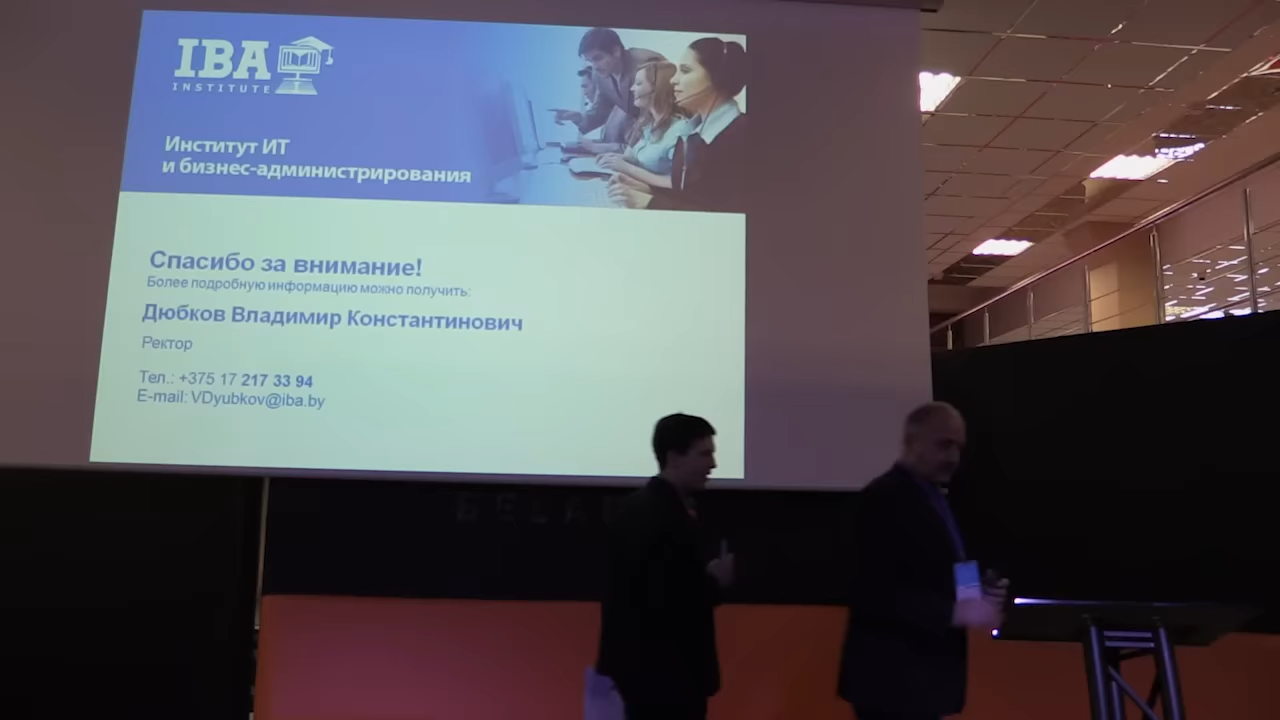 IBA
INSTITUTE
Институт ИТ
и бизнес-администрирования
Спасибо за внимание!
Более подробную информацию можно получить:
Дюбков Владимир Константинович
Ректор
Тел.: +375 17 217 33 94
E-mail: VDyubkov@iba.by